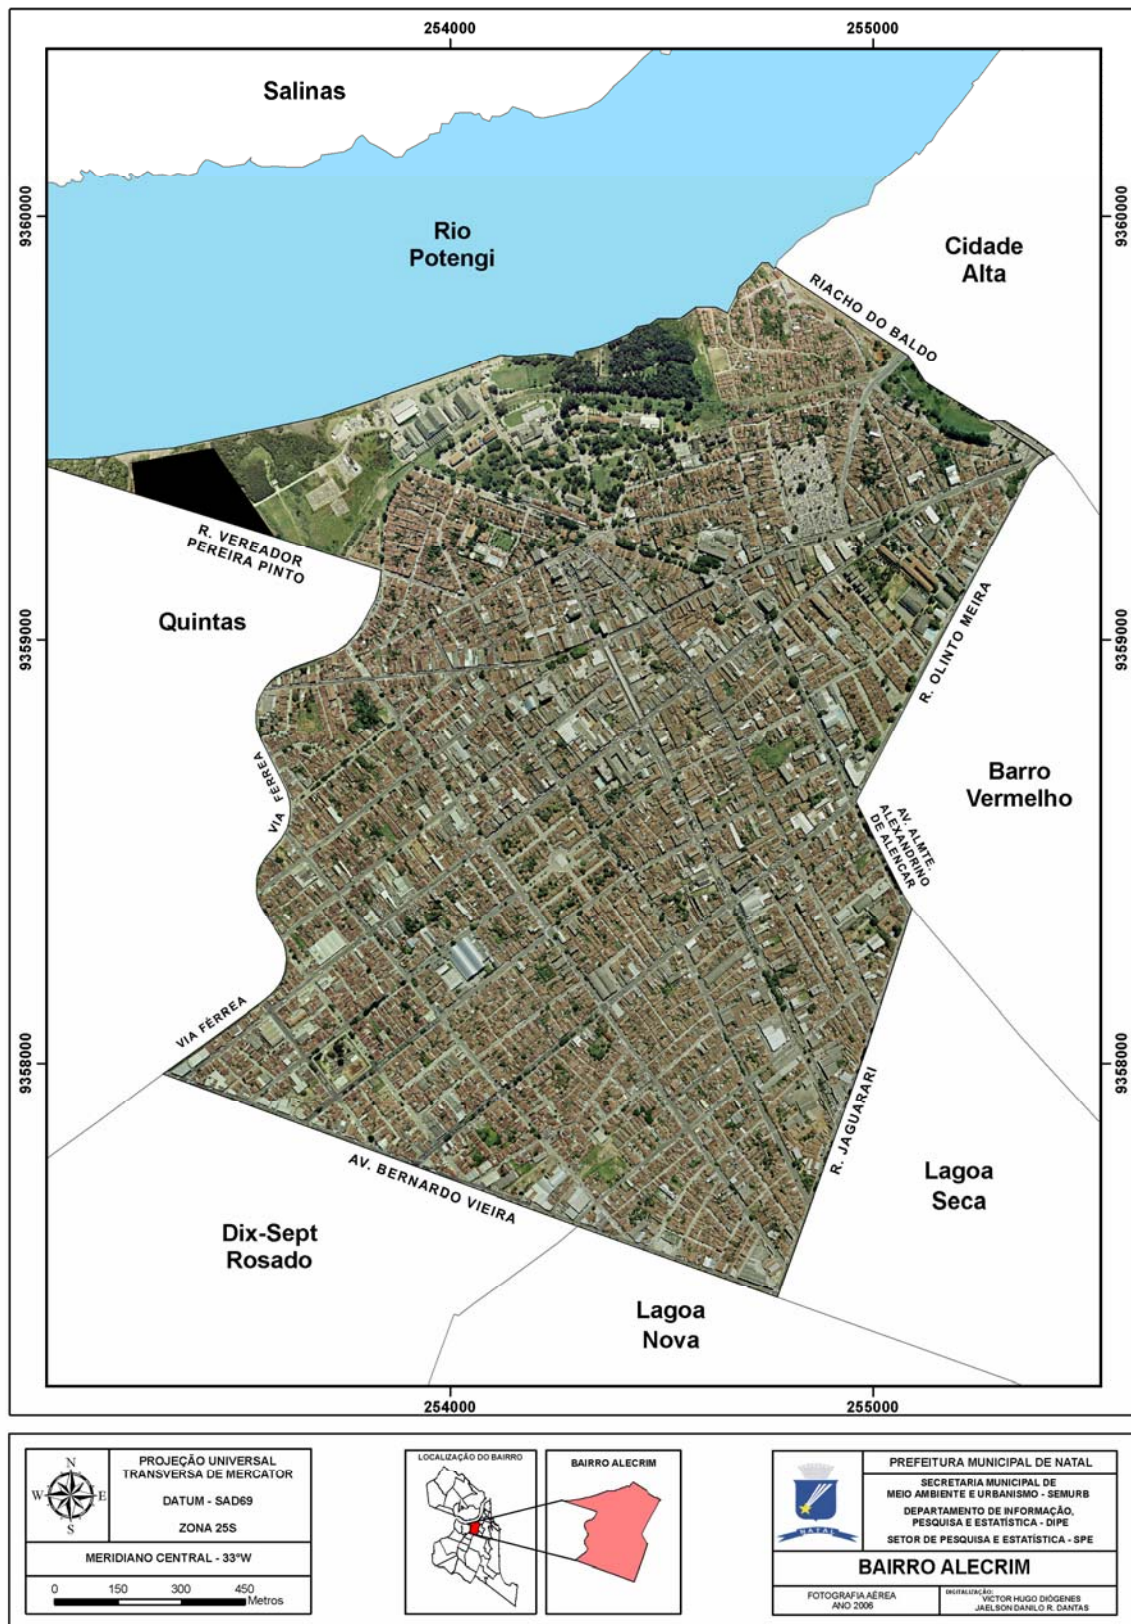 254000
255000
Salinas
9360000
9360000
Rio
Potengi
Cidade
Alta
RIACHO DO BALDO
R. VEREADOR
PEREIRA PINTO
Quintas
9359000
9359000
R. OLINTO MEIRA
VIA FÉRREA
Barro
Vermelho
AV. ALMTE.
ALEXANDRINO
DE ALENCAR
VIA FÉRREA
9358000
9358000
R. JAGUARARI
AV. BERNARDO VIEIRA
Lagoa
Seca
Dix-Sept
Rosado
Lagoa
Nova
254000
255000
N
W
E
S
PROJEÇÃO UNIVERSAL
TRANSVERSA DE MERCATOR
DATUM - SAD69
ZONA 25S
MERIDIANO CENTRAL - 33°W
0 150 300 450
Metros
LOCALIZAÇÃO DO BAIRRO
BAIRRO ALECRIM
NATAL
PREFEITURA MUNICIPAL DE NATAL
SECRETARIA MUNICIPAL DE
MEIO AMBIENTE E URBANISMO - SEMURB
DEPARTAMENTO DE INFORMAÇÃO,
PESQUISA E ESTATÍSTICA - DIPE
SETOR DE PESQUISA E ESTATÍSTICA - SPE
BAIRRO ALECRIM
FOTOGRAFIA AÉREA
ANO 2006
DIGITALIZAÇÃO:
VICTOR HUGO DIÓGENES
JAELSON DANILO R. DANTAS